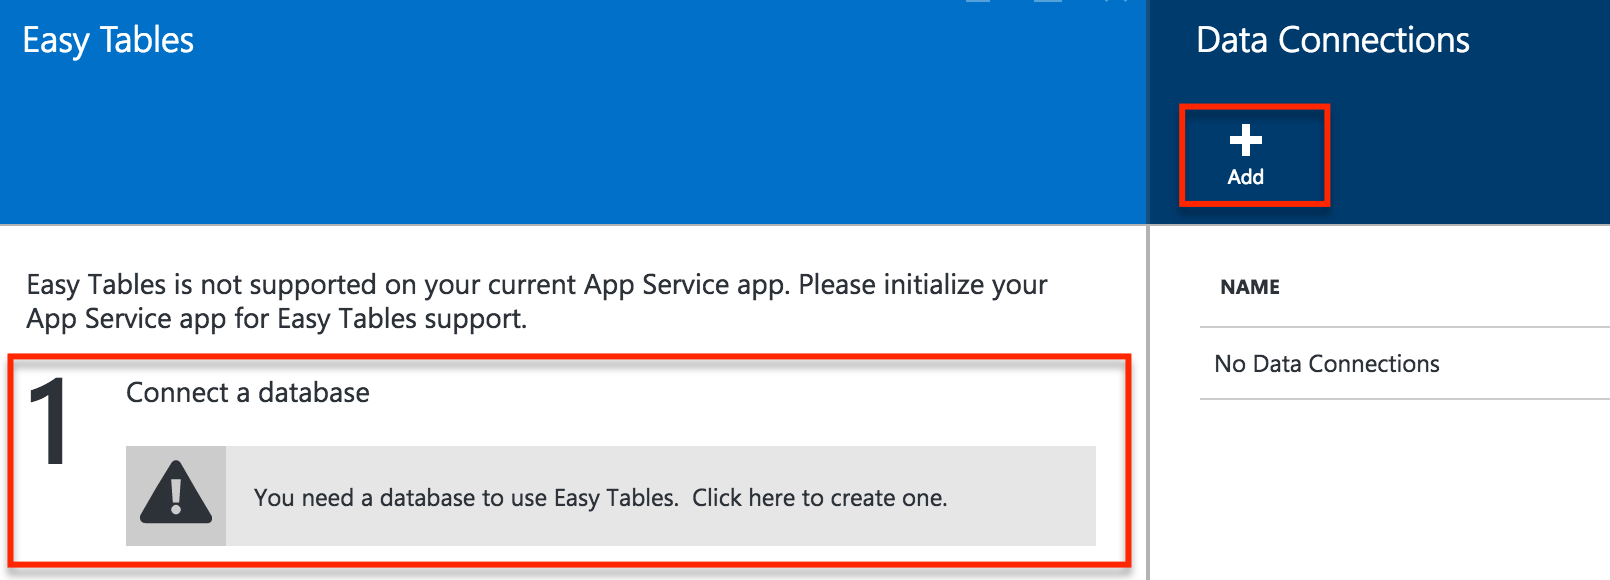 Easy Tables
Data Connections
Add
Easy Tables is not supported on your current App Service app. Please initialize your
App Service app for Easy Tables support.
1
Connect a database
You need a database to use Easy Tables.  Click here to create one.
NAME
No Data Connections